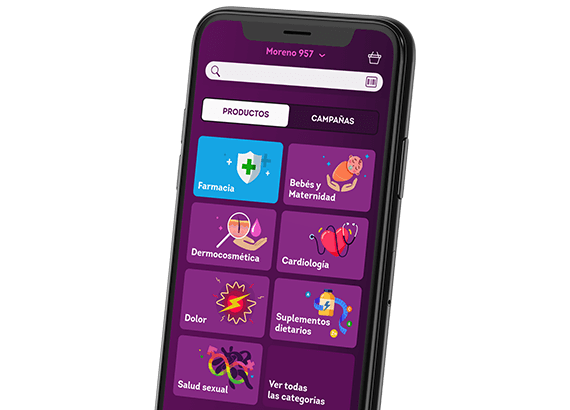 Moreno 957
PRODUCTOS
CAMPAÑAS
Farmacia
Bebés y
Maternidad
Dermocosmética
Cardiología
Dolor
Suplementos
dietarios
Salud sexual
Ver todas
las categorías